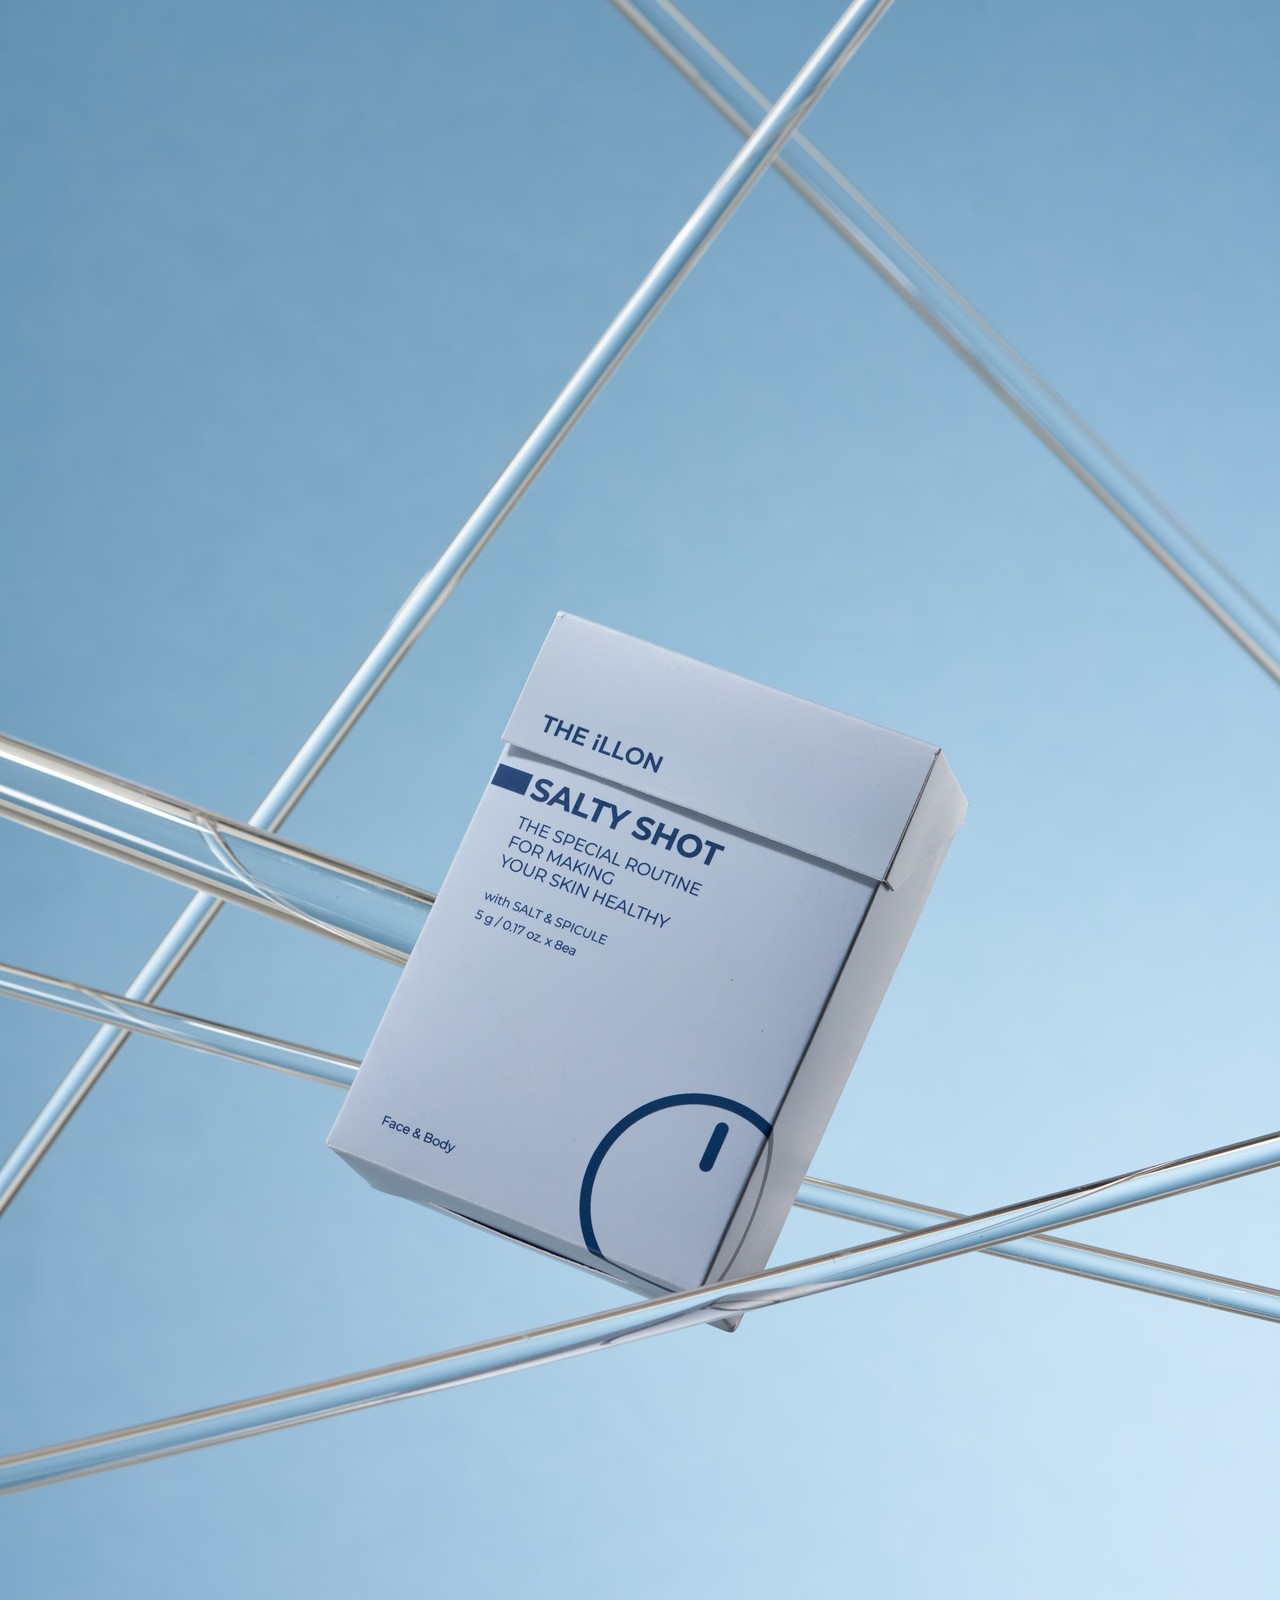 THE iLLON
SALTY SHOT
THE SPECIAL ROUTINE
FOR MAKING
YOUR SKIN HEALTHY
with SALT & SPICULE
5 g / 0.17 oz. x 8ea
Face & Body